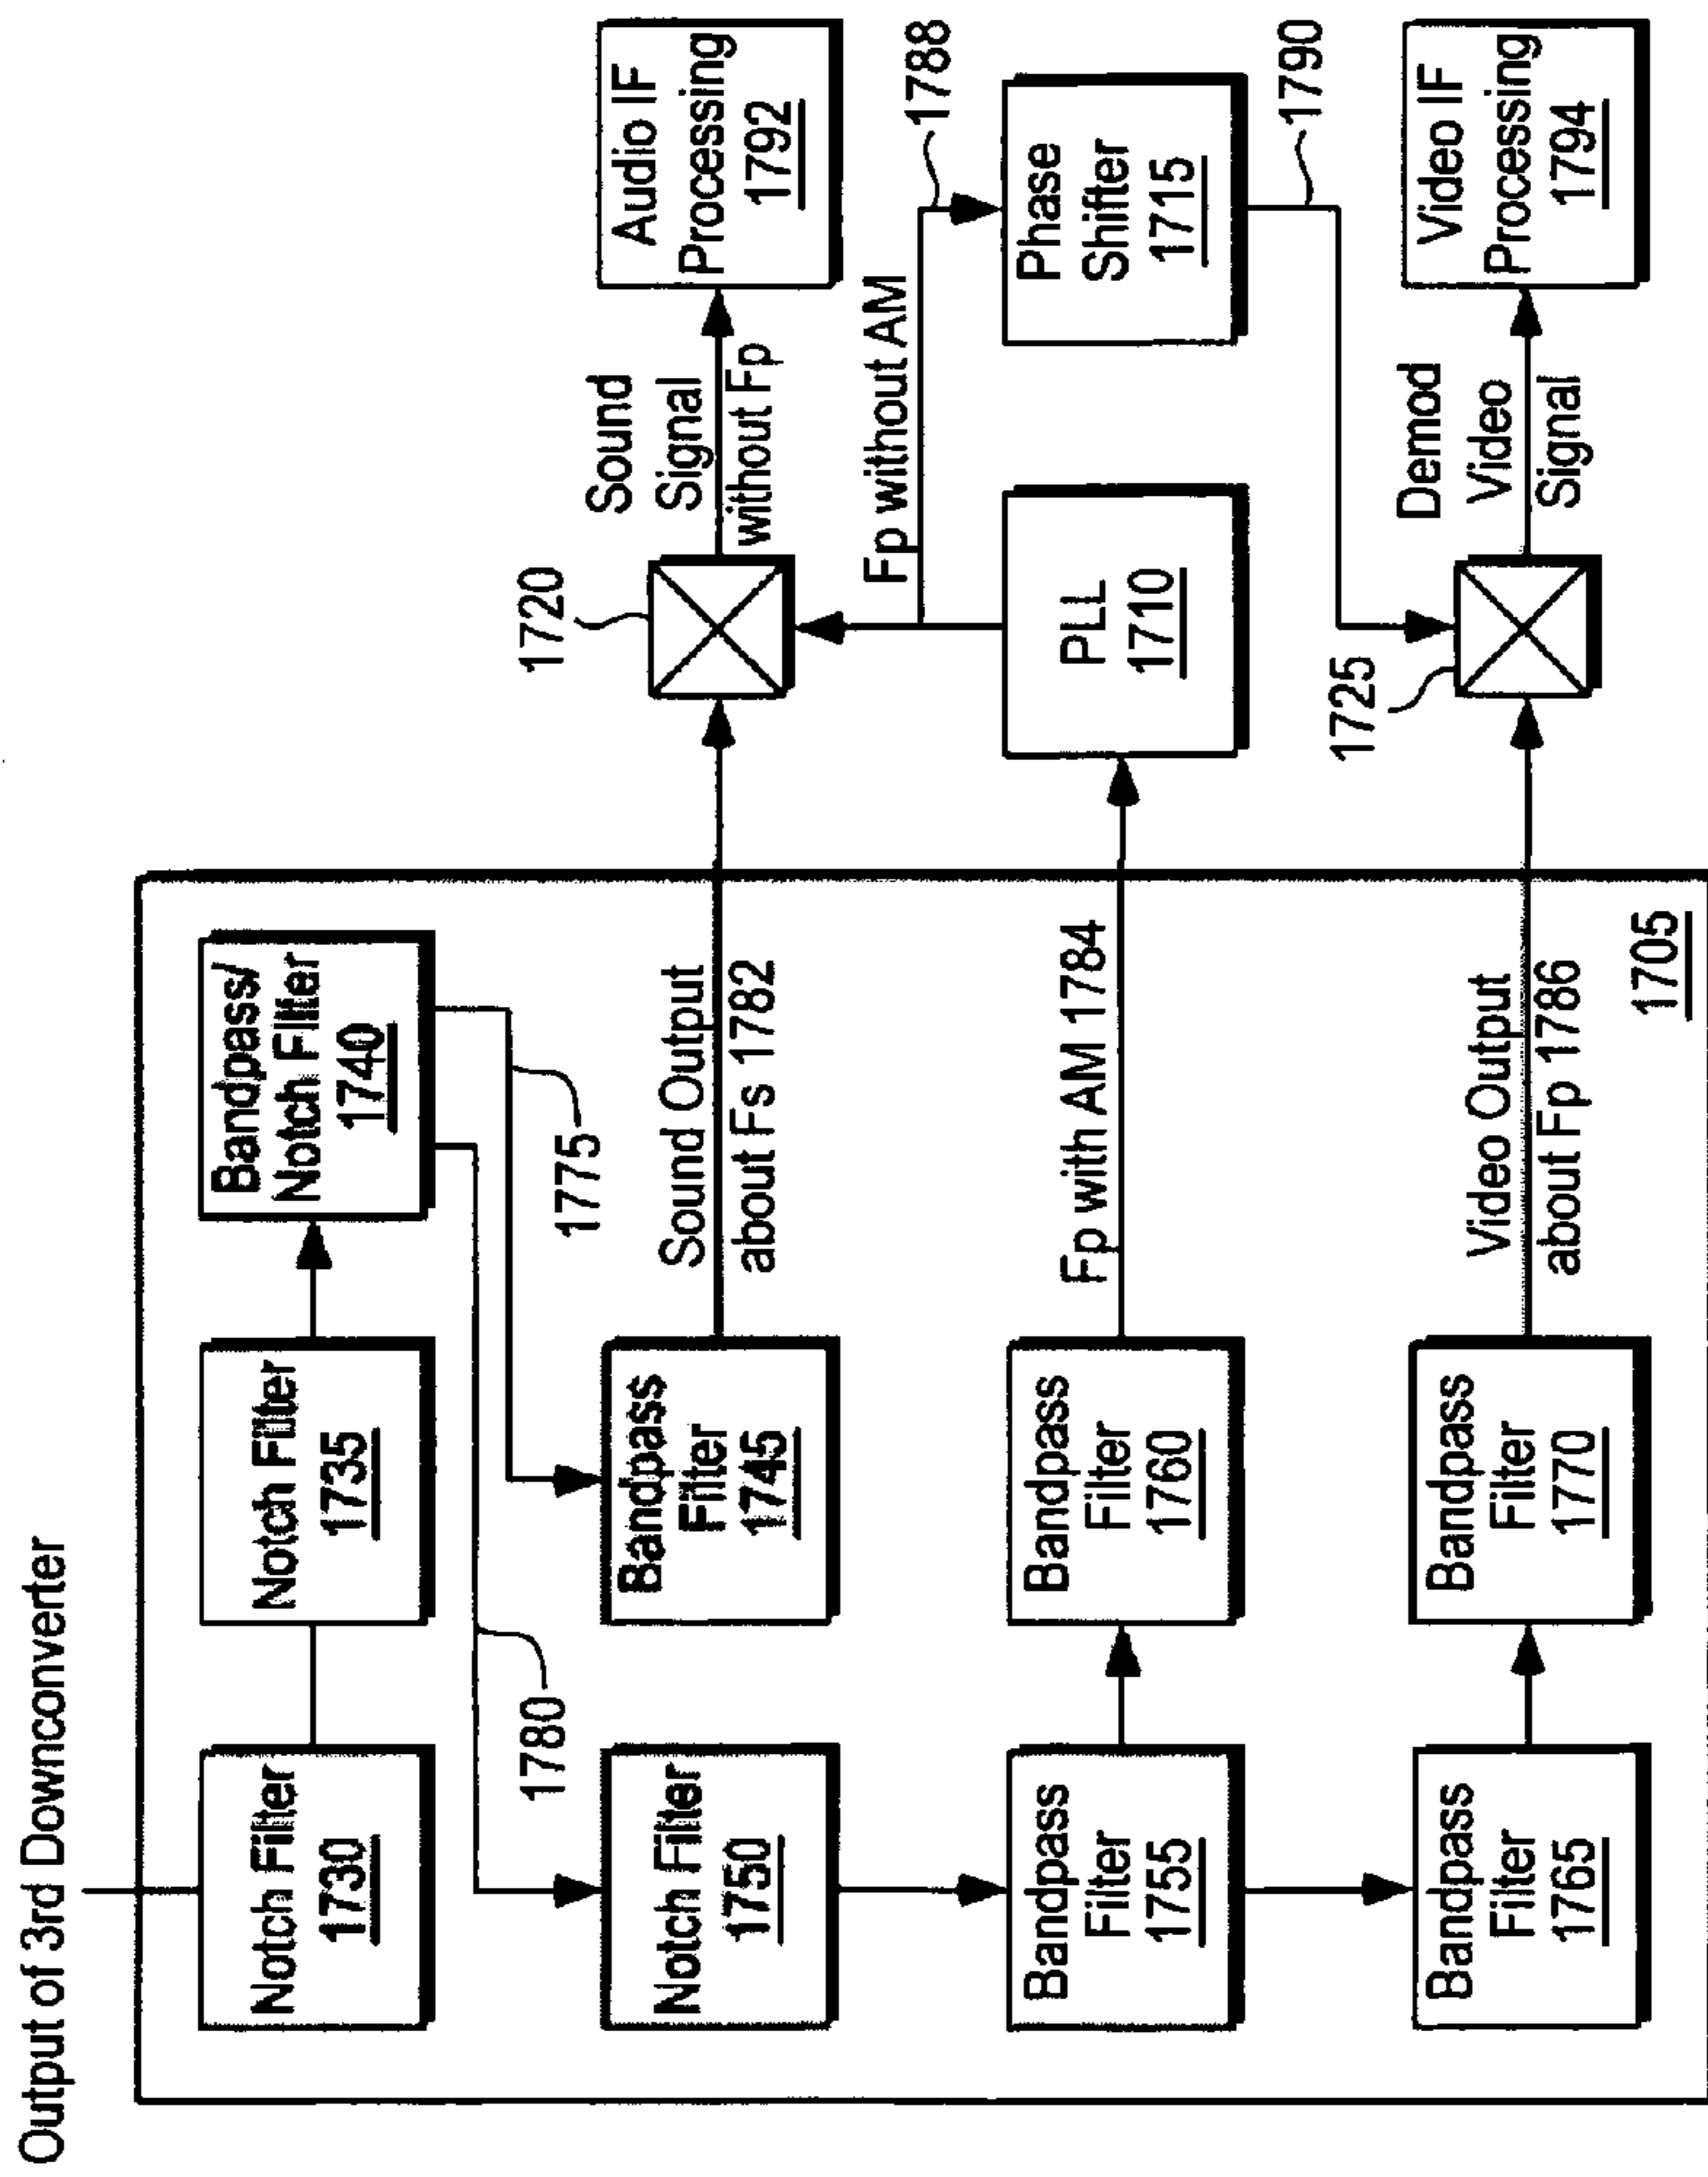 Output of 3rd Downconverter
Notch Filter
1730
Notch Filter
1735
Bandpass/
Notch Filter
1740
1780
1775
Notch Filter
1750
Bandpass
Filter
1745
Sound Output
about Fs 1782
1720
Sound
Signal
without Fp
Audio IF
Processing
1792
Bandpass
Filter
1755
Bandpass
Filter
1760
Fp with AM 1784
PLL
1710
Fp without AM
1788
Phase
Shifter
1715
1790
Bandpass
Filter
1765
Bandpass
Filter
1770
Video Output
about Fp 1786
1705
1725
Demod
Video
Signal
Video IF
Processing
1794